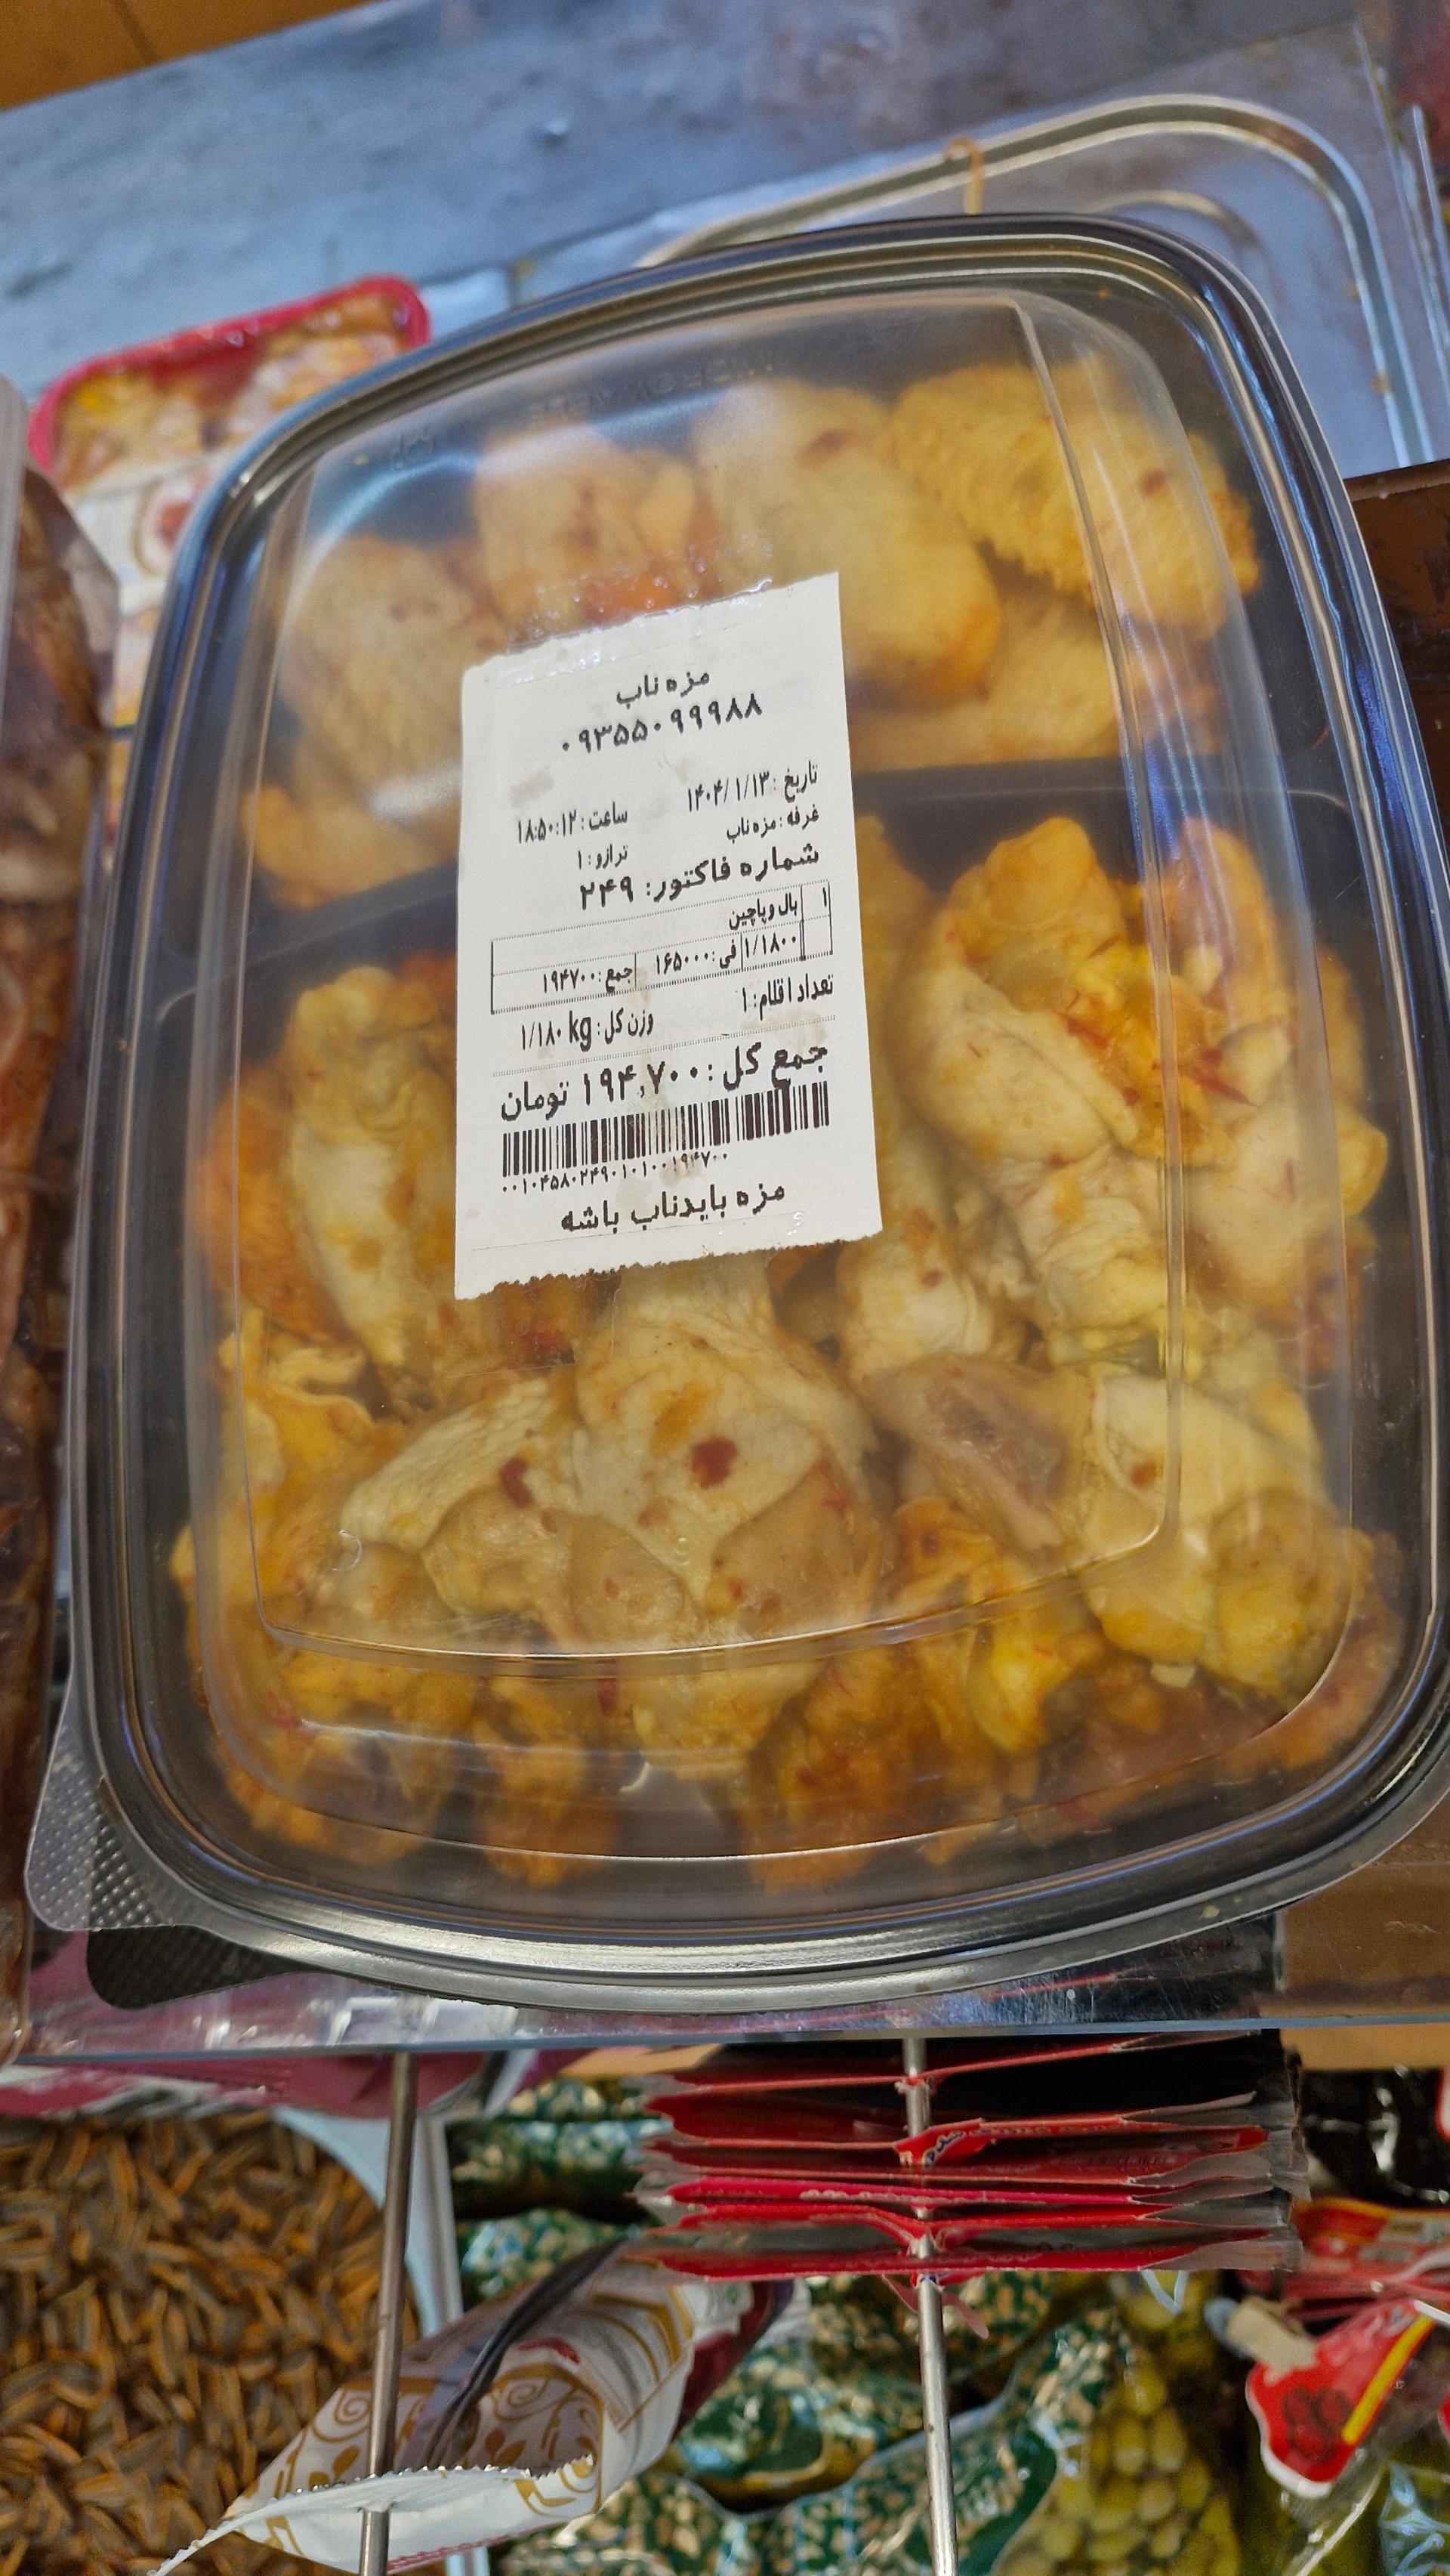 مزه ناب
۰۹۳۵۵۰۹۹۹۸۸
تاریخ : ۱۴۰۴/۱/۱۳ ساعت : ۱۸:۵۰:۱۲
غرفه : مزه ناب ترازو : ۱
شماره فاکتور: ۲۴۹
۱ بال وپاچین
۱/۱۸۰۰ فی: ۱۶۵۰۰۰ جمع: ۱۹۴۷۰۰
تعداد اقلام: ۱ وزن کل: ۱/۱۸۰ kg
جمع کل : ۱۹۴,۷۰۰ تومان
۰۰۱۰۴۵۸۰۲۴۹۰۱۰۱۰۰۱۹۴۷۰۰
مزه بایدناب باشه